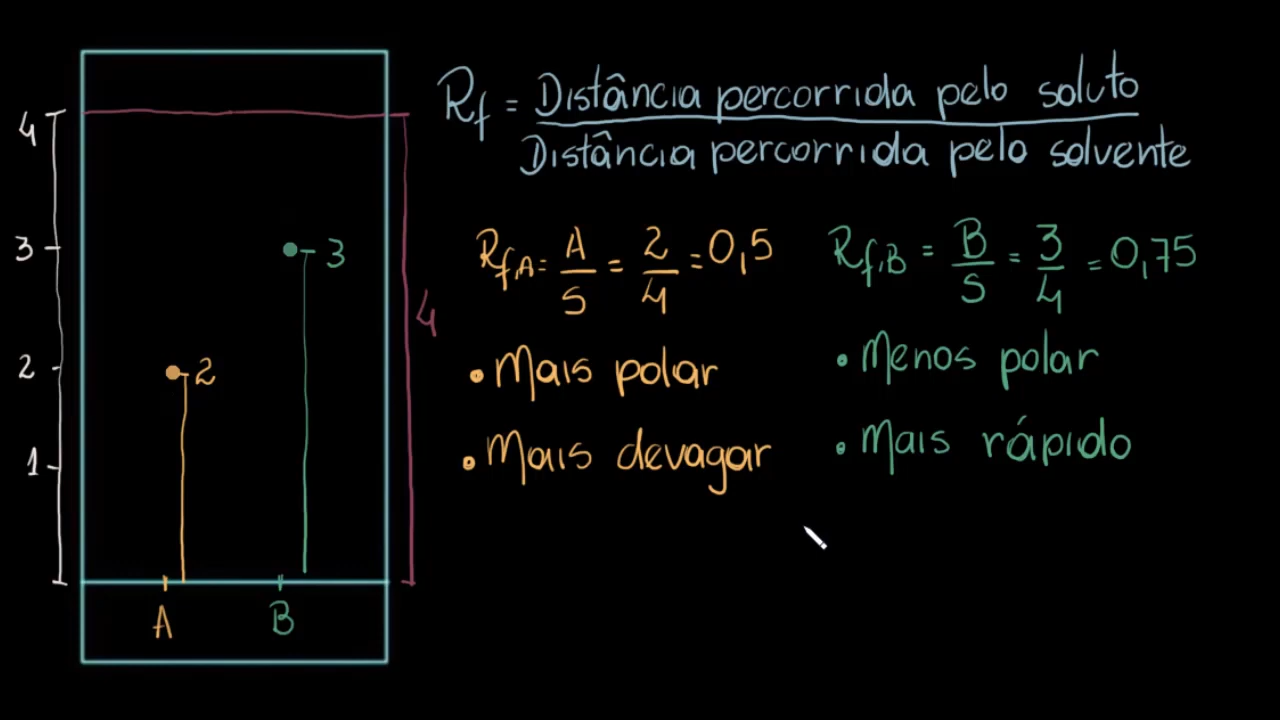 Rf = Distância percorrida pelo soluto
Distância percorrida pelo solvente
4
3
2
1
3
2
4
A
B
Rf,A = A/S = 2/4 = 0,5
• Mais polar
• Mais devagar
Rf,B = B/S = 3/4 = 0,75
• Menos polar
• Mais rápido